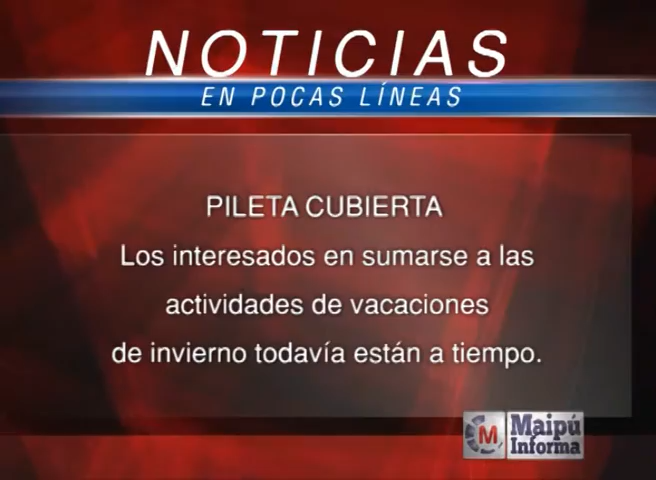 NOTICIAS
EN POCAS LÍNEAS
PILETA CUBIERTA
Los interesados en sumarse a las
actividades de vacaciones
de invierno todavía están a tiempo.
M Maipú
Informa